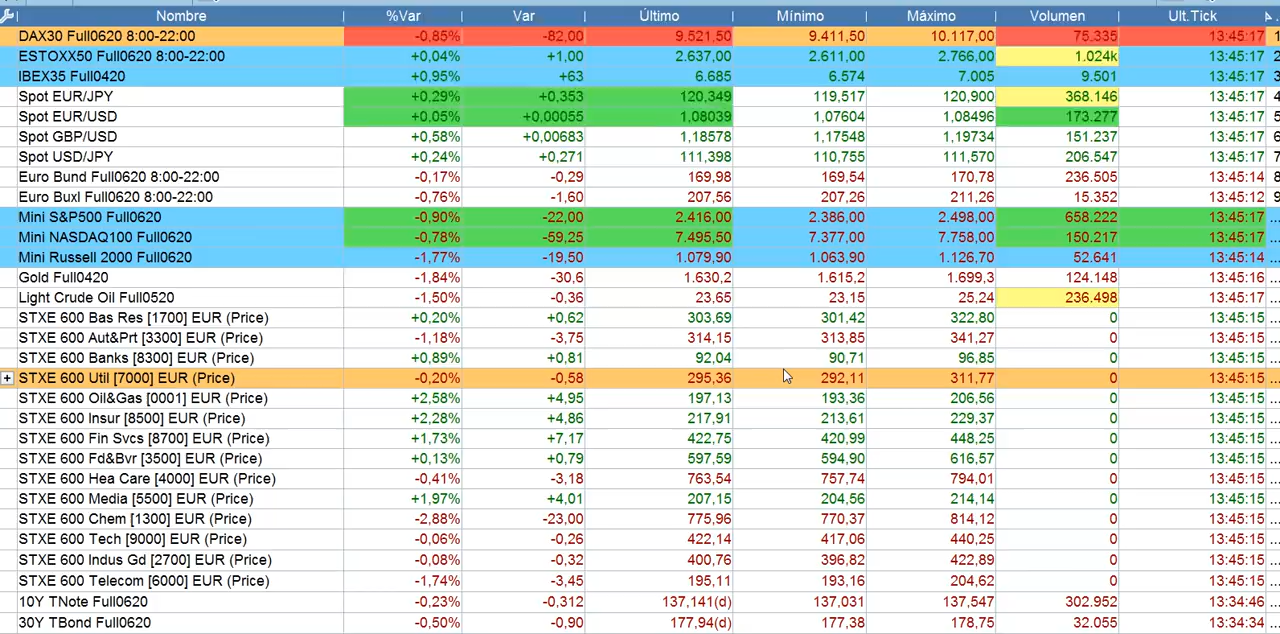 Nombre %Var Var Último Mínimo Máximo Volumen Ult.Tick
DAX30 Full0620 8:00-22:00 -0,85% -82,00 9.521,50 9.411,50 10.117,00 75.335 13:45:17 1
ESTOXX50 Full0620 8:00-22:00 +0,04% +1,00 2.637,00 2.611,00 2.766,00 1.024k 13:45:17 2
IBEX35 Full0420 +0,95% +63 6.685 6.574 7.005 9.501 13:45:17 3
Spot EUR/JPY +0,29% +0,353 120,349 119,517 120,900 368.146 13:45:17 4
Spot EUR/USD +0,05% +0,00055 1,08039 1,07604 1,08496 173.277 13:45:17 5
Spot GBP/USD +0,58% +0,00683 1,18578 1,17548 1,19734 151.237 13:45:17 6
Spot USD/JPY +0,24% +0,271 111,398 110,755 111,570 206.547 13:45:17 7
Euro Bund Full0620 8:00-22:00 -0,17% -0,29 169,98 169,54 170,78 236.505 13:45:14 8
Euro Buxl Full0620 8:00-22:00 -0,76% -1,60 207,56 207,26 211,26 15.352 13:45:12 9
Mini S&P500 Full0620 -0,90% -22,00 2.416,00 2.386,00 2.498,00 658.222 13:45:17 ...
Mini NASDAQ100 Full0620 -0,78% -59,25 7.495,50 7.377,00 7.758,00 150.217 13:45:17 ...
Mini Russell 2000 Full0620 -1,77% -19,50 1.079,90 1.063,90 1.126,70 52.641 13:45:14 ...
Gold Full0420 -1,84% -30,6 1.630,2 1.615,2 1.699,3 124.148 13:45:16 ...
Light Crude Oil Full0520 -1,50% -0,36 23,65 23,15 25,24 236.498 13:45:17 ...
STXE 600 Bas Res [1700] EUR (Price) +0,20% +0,62 303,69 301,42 322,80 0 13:45:15 ...
STXE 600 Aut&Prt [3300] EUR (Price) -1,18% -3,75 314,15 313,85 341,27 0 13:45:15 ...
STXE 600 Banks [8300] EUR (Price) +0,89% +0,81 92,04 90,71 96,85 0 13:45:15 ...
STXE 600 Util [7000] EUR (Price) -0,20% -0,58 295,36 292,11 311,77 0 13:45:15 ...
STXE 600 Oil&Gas [0001] EUR (Price) +2,58% +4,95 197,13 193,36 206,56 0 13:45:15 ...
STXE 600 Insur [8500] EUR (Price) +2,28% +4,86 217,91 213,61 229,37 0 13:45:15 ...
STXE 600 Fin Svcs [8700] EUR (Price) +1,73% +7,17 422,75 420,99 448,25 0 13:45:15 ...
STXE 600 Fd&Bvr [3500] EUR (Price) +0,13% +0,79 597,59 594,90 616,57 0 13:45:15 ...
STXE 600 Hea Care [4000] EUR (Price) -0,41% -3,18 763,54 757,74 794,01 0 13:45:15 ...
STXE 600 Media [5500] EUR (Price) +1,97% +4,01 207,15 204,56 214,14 0 13:45:15 ...
STXE 600 Chem [1300] EUR (Price) -2,88% -23,00 775,96 770,37 814,12 0 13:45:15 ...
STXE 600 Tech [9000] EUR (Price) -0,06% -0,26 422,14 417,06 440,25 0 13:45:15 ...
STXE 600 Indus Gd [2700] EUR (Price) -0,08% -0,32 400,76 396,82 422,89 0 13:45:15 ...
STXE 600 Telecom [6000] EUR (Price) -1,74% -3,45 195,11 193,16 204,62 0 13:45:15 ...
10Y TNote Full0620 -0,23% -0,312 137,141(d) 137,031 137,547 302.952 13:34:46 ...
30Y TBond Full0620 -0,50% -0,90 177,94(d) 177,38 178,75 32.055 13:34:34 ...